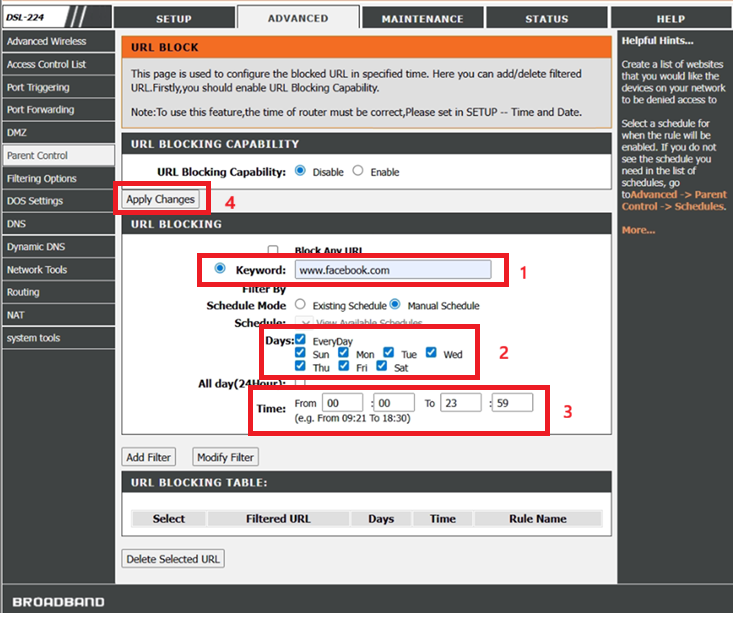 DSL-224
SETUP
ADVANCED
MAINTENANCE
STATUS
HELP
Advanced Wireless
Access Control List
Port Triggering
Port Forwarding
DMZ
Parent Control
Filtering Options
DOS Settings
DNS
Dynamic DNS
Network Tools
Routing
NAT
system tools
URL BLOCK
This page is used to configure the blocked URL in specified time. Here you can add/delete filtered
URL.Firstly,you should enable URL Blocking Capability.
Note:To use this feature,the time of router must be correct,Please set in SETUP -- Time and Date.
URL BLOCKING CAPABILITY
URL Blocking Capability: Disable Enable
Apply Changes 4
URL BLOCKING
Block Any URL
Keyword: www.facebook.com 1
Filter By
Schedule Mode Existing Schedule Manual Schedule
Schedule: View Available Schedules
Days: EveryDay
Sun Mon Tue Wed 2
Thu Fri Sat
All day(24Hour):
Time: From 00 :00 To 23 :59 3
(e.g. From 09:21 To 18:30)
Add Filter Modify Filter
URL BLOCKING TABLE:
Select Filtered URL Days Time Rule Name
Delete Selected URL
Helpful Hints...
Create a list of websites
that you would like the
devices on your network
to be denied access to
Select a schedule for
when the rule will be
enabled. If you do not
see the schedule you
need in the list of
schedules, go
toAdvanced -> Parent
Control -> Schedules.
More...
BROADBAND